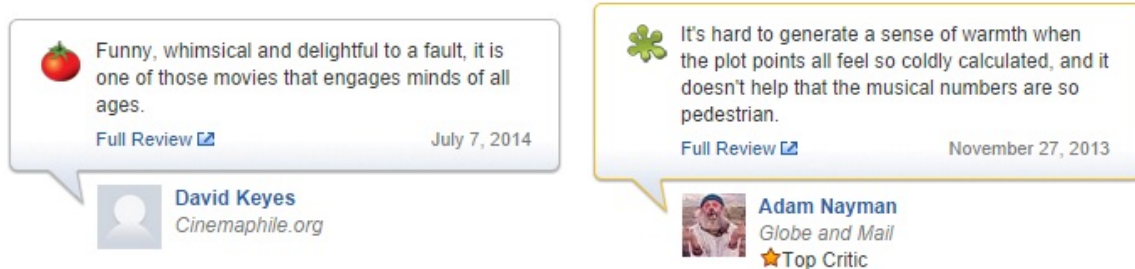 Funny, whimsical and delightful to a fault, it is
one of those movies that engages minds of all
ages.
Full Review
July 7, 2014
David Keyes
Cinemaphile.org
It's hard to generate a sense of warmth when
the plot points all feel so coldly calculated, and it
doesn't help that the musical numbers are so
pedestrian.
Full Review
November 27, 2013
Adam Nayman
Globe and Mail
Top Critic